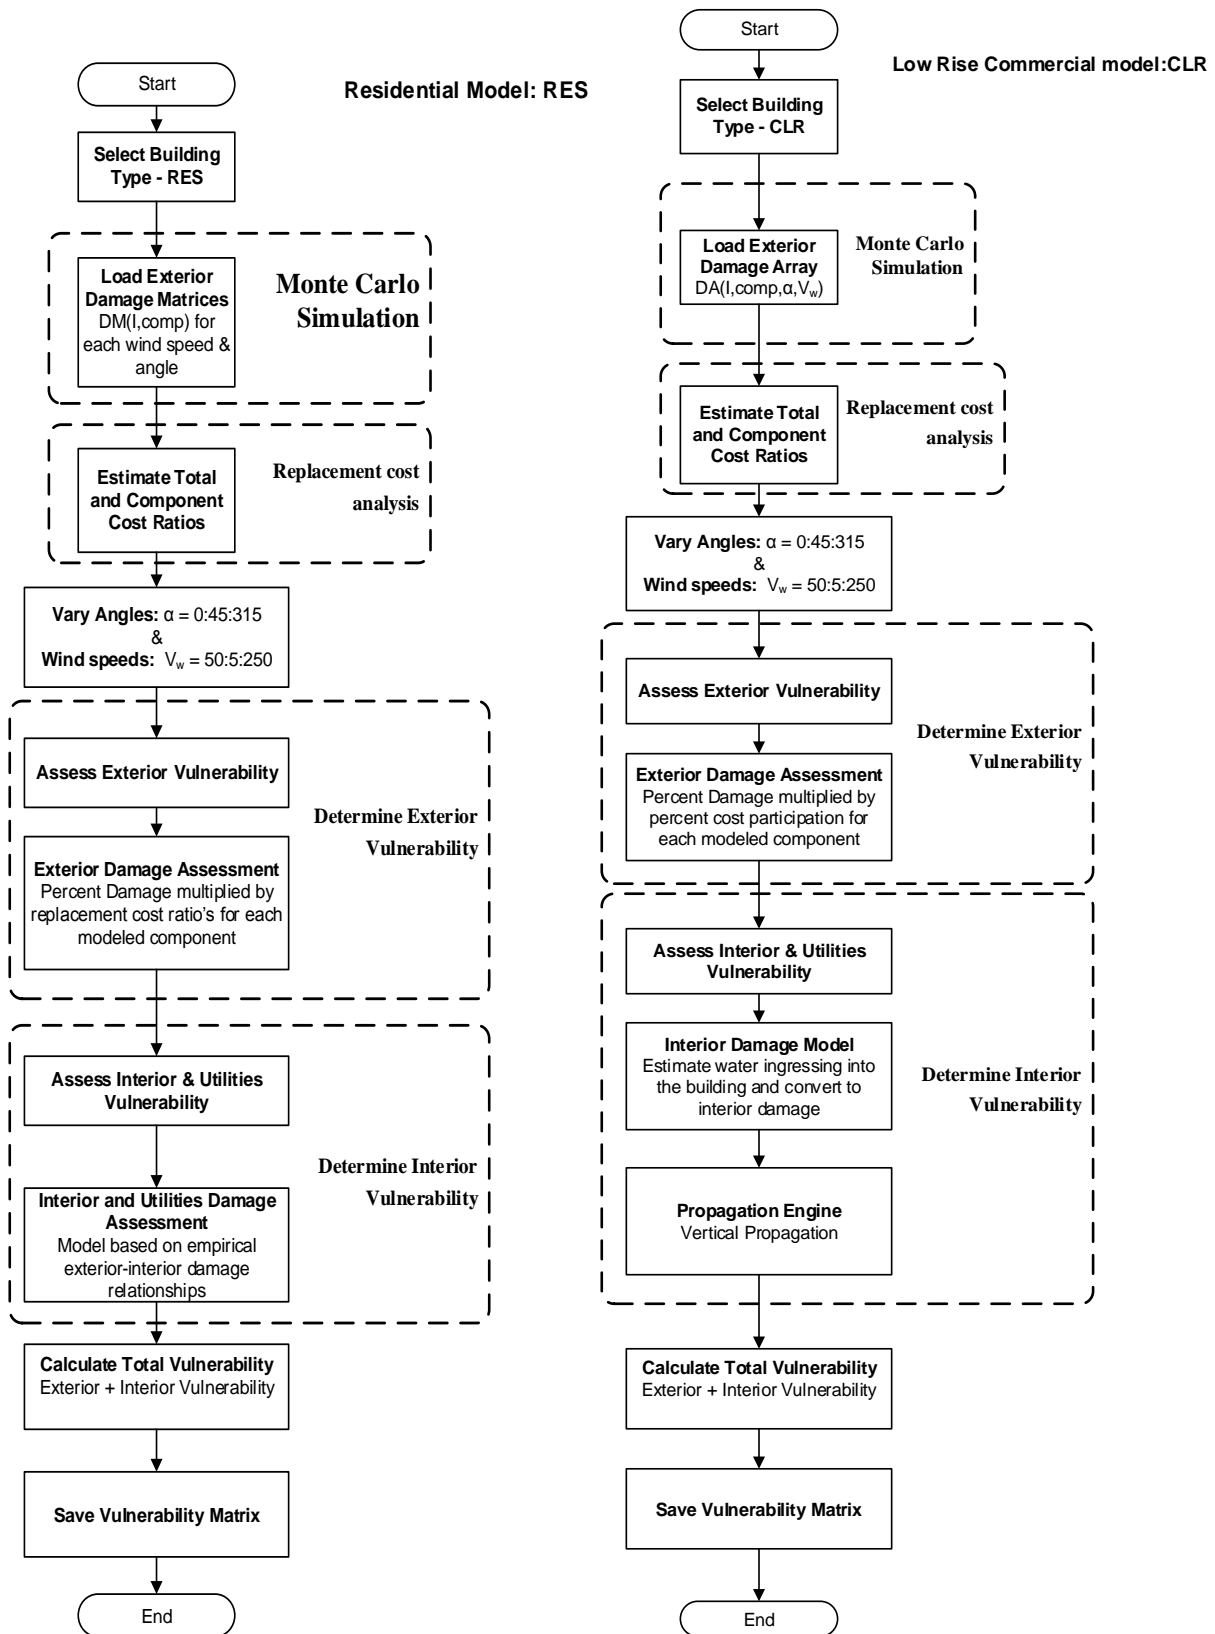 Residential Model: RES
Start
Select Building
Type - RES
Load Exterior
Damage Matrices
DM(I,comp) for
each wind speed &
angle
Monte Carlo
Simulation
Estimate Total
and Component
Cost Ratios
Replacement cost
analysis
Vary Angles: α = 0:45:315
&
Wind speeds: Vw = 50:5:250
Assess Exterior Vulnerability
Determine Exterior
Vulnerability
Exterior Damage Assessment
Percent Damage multiplied by
replacement cost ratio's for each
modeled component
Assess Interior & Utilities
Vulnerability
Determine Interior
Vulnerability
Interior and Utilities Damage
Assessment
Model based on empirical
exterior-interior damage
relationships
Calculate Total Vulnerability
Exterior + Interior Vulnerability
Save Vulnerability Matrix
End
Low Rise Commercial model:CLR
Start
Select Building
Type - CLR
Load Exterior
Damage Array
DA(I,comp,α,Vw)
Monte Carlo
Simulation
Estimate Total
and Component
Cost Ratios
Replacement cost
analysis
Vary Angles: α = 0:45:315
&
Wind speeds: Vw = 50:5:250
Assess Exterior Vulnerability
Determine Exterior
Vulnerability
Exterior Damage Assessment
Percent Damage multiplied by
percent cost participation for
each modeled component
Assess Interior & Utilities
Vulnerability
Interior Damage Model
Estimate water ingressing into
the building and convert to
interior damage
Determine Interior
Vulnerability
Propagation Engine
Vertical Propagation
Calculate Total Vulnerability
Exterior + Interior Vulnerability
Save Vulnerability Matrix
End